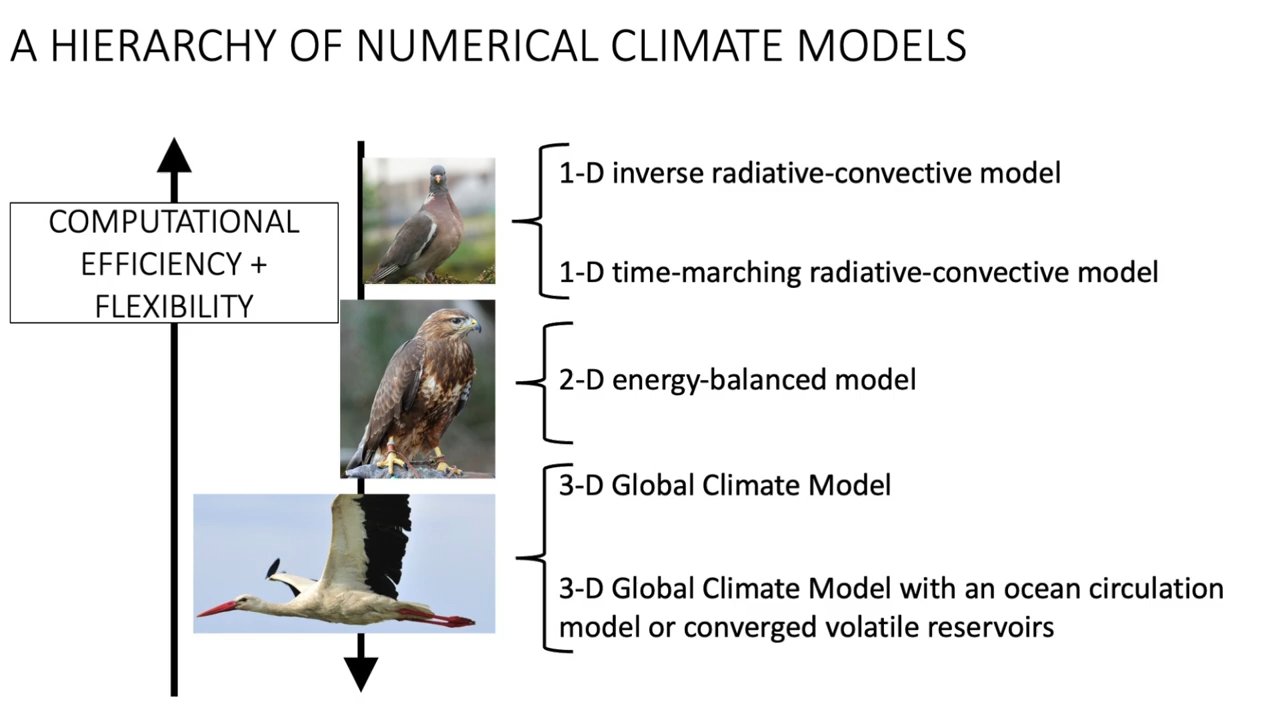 A HIERARCHY OF NUMERICAL CLIMATE MODELS
COMPUTATIONAL
EFFICIENCY +
FLEXIBILITY
1-D inverse radiative-convective model
1-D time-marching radiative-convective model
2-D energy-balanced model
3-D Global Climate Model
3-D Global Climate Model with an ocean circulation
model or converged volatile reservoirs